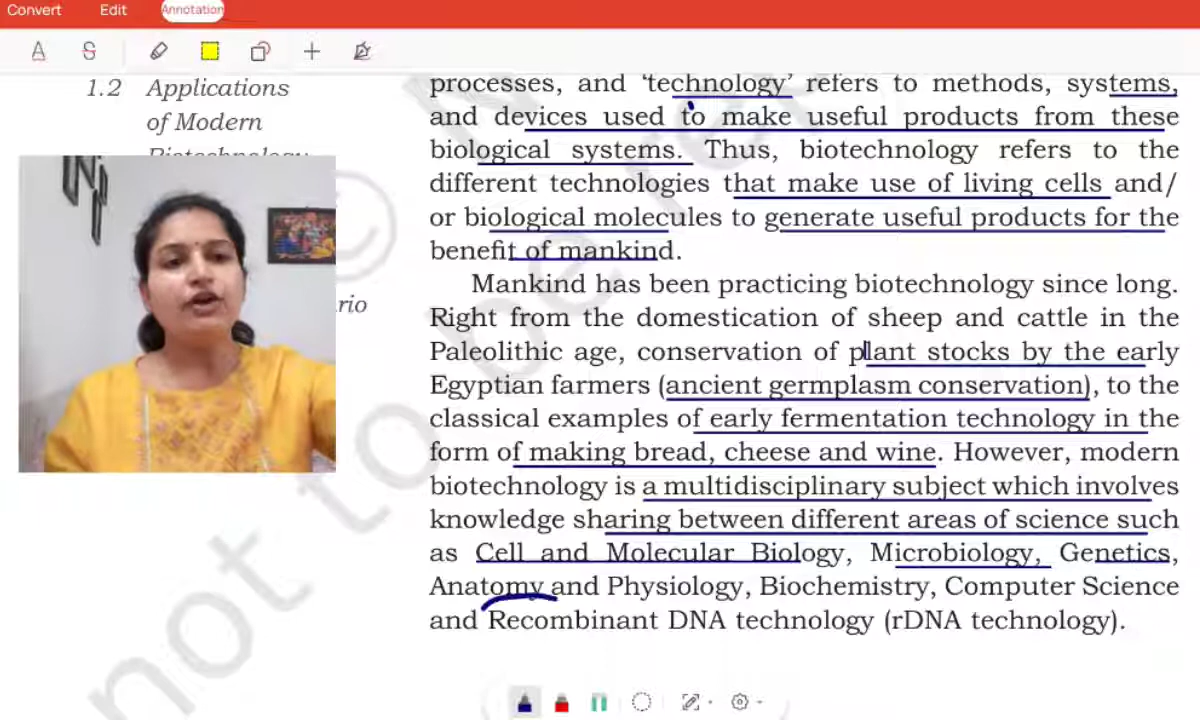 Convert Edit Annotation
1.2 Applications
of Modern
Biotechnology
rio
processes, and ‘technology’ refers to methods, systems,
and devices used to make useful products from these
biological systems. Thus, biotechnology refers to the
different technologies that make use of living cells and/
or biological molecules to generate useful products for the
benefit of mankind.
Mankind has been practicing biotechnology since long.
Right from the domestication of sheep and cattle in the
Paleolithic age, conservation of plant stocks by the early
Egyptian farmers (ancient germplasm conservation), to the
classical examples of early fermentation technology in the
form of making bread, cheese and wine. However, modern
biotechnology is a multidisciplinary subject which involves
knowledge sharing between different areas of science such
as Cell and Molecular Biology, Microbiology, Genetics,
Anatomy and Physiology, Biochemistry, Computer Science
and Recombinant DNA technology (rDNA technology).
not to be re